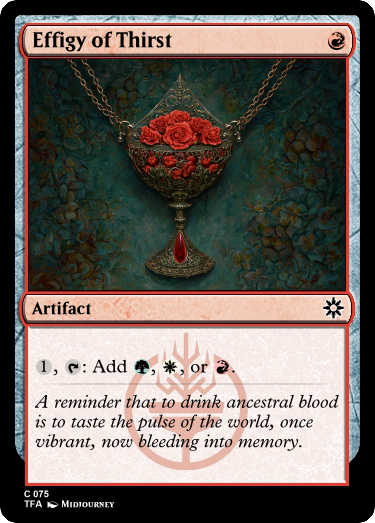 Effigy of Thirst
Artifact
1, : Add , , or .
A reminder that to drink ancestral blood
is to taste the pulse of the world, once
vibrant, now bleeding into memory.
C 075
TFA Midjourney